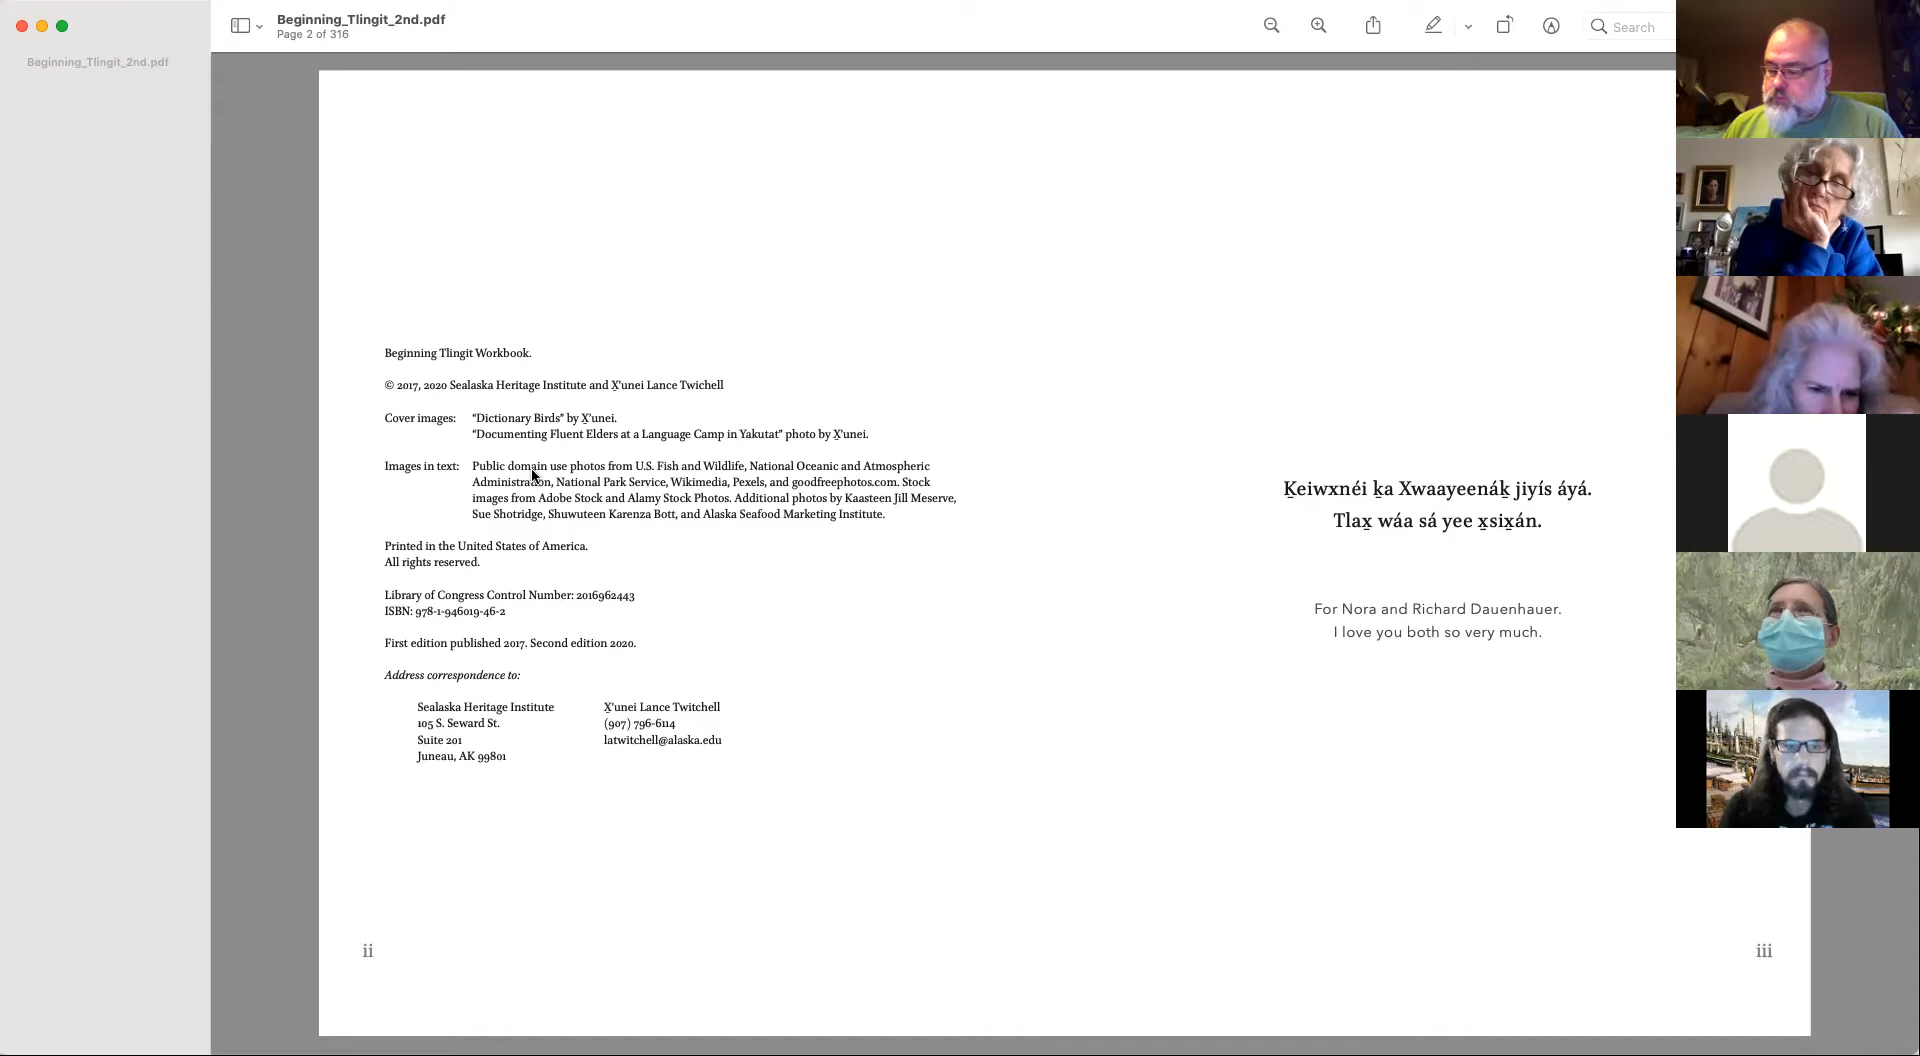 Beginning_Tlingit_2nd.pdf
Page 2 of 316
Search
Beginning_Tlingit_2nd.pdf
Beginning Tlingit Workbook.
© 2017, 2020 Sealaska Heritage Institute and X̱'unei Lance Twichell
Cover images: “Dictionary Birds” by X̱'unei.
“Documenting Fluent Elders at a Language Camp in Yakutat” photo by X̱'unei.
Images in text: Public domain use photos from U.S. Fish and Wildlife, National Oceanic and Atmospheric
Administration, National Park Service, Wikimedia, Pexels, and goodfreephotos.com. Stock
images from Adobe Stock and Alamy Stock Photos. Additional photos by Kaasteen Jill Meserve,
Sue Shotridge, Shuwuteen Karenza Bott, and Alaska Seafood Marketing Institute.
Printed in the United States of America.
All rights reserved.
Library of Congress Control Number: 2016962443
ISBN: 978-1-946019-46-2
First edition published 2017. Second edition 2020.
Address correspondence to:
Sealaska Heritage Institute
105 S. Seward St.
Suite 201
Juneau, AK 99801
X̱'unei Lance Twitchell
(907) 796-6114
latwitchell@alaska.edu
ii
Ḵeiwxnéi ḵa Xwaayeenáḵ jiyís áyá.
Tlax̱ wáa sá yee x̱six̱án.
For Nora and Richard Dauenhauer.
I love you both so very much.
iii